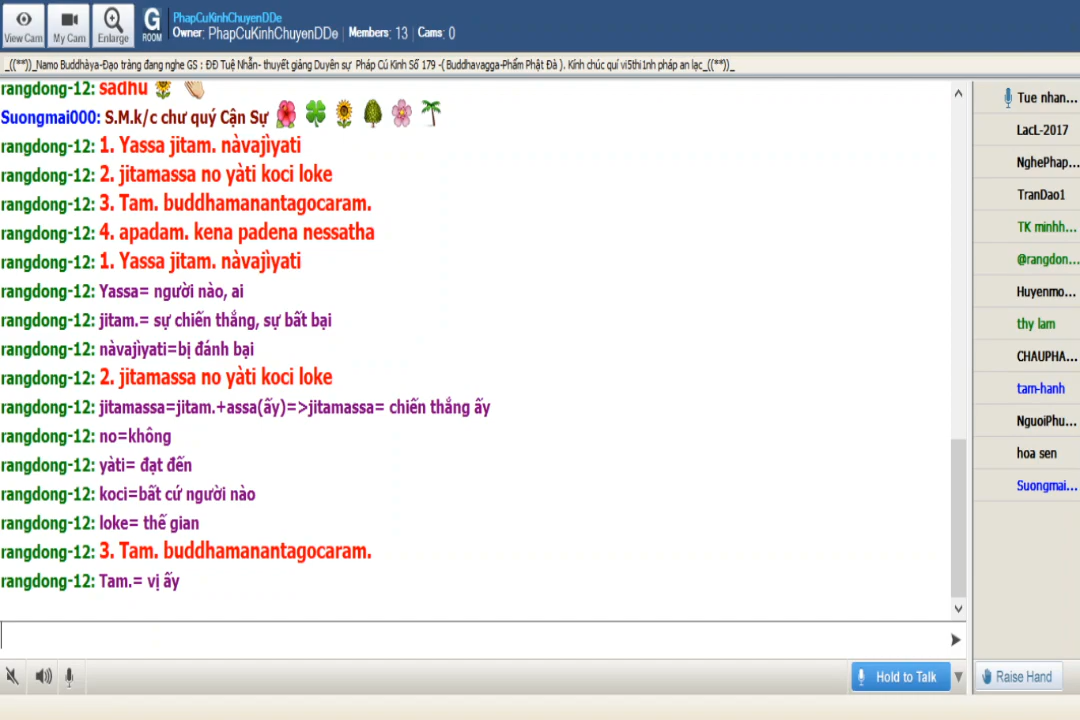 View Cam
My Cam
Enlarge
G
ROOM
PhapCuKinhChuyenDDe
Owner: PhapCuKinhChuyenDDe | Members: 13 | Cams: 0
_((**))_Namo Buddhàya-Đạo tràng đang nghe GS : ĐĐ Tuệ Nhẫn- thuyết giảng Duyên sự Pháp Cú Kinh Số 179 -( Buddhavagga-Phẩm Phật Đà ). Kính chúc quí vi5thi1nh pháp an lạc_((**))_
rangdong-12: sadhu
Suongmai000: S.M.k/c chư quý Cận Sự
rangdong-12: 1. Yassa jitam. nàvajìyati
rangdong-12: 2. jitamassa no yàti koci loke
rangdong-12: 3. Tam. buddhamanantagocaram.
rangdong-12: 4. apadam. kena padena nessatha
rangdong-12: 1. Yassa jitam. nàvajìyati
rangdong-12: Yassa= người nào, ai
rangdong-12: jitam.= sự chiến thắng, sự bất bại
rangdong-12: nàvajìyati=bị đánh bại
rangdong-12: 2. jitamassa no yàti koci loke
rangdong-12: jitamassa=jitam.+assa(ấy)=>jitamassa= chiến thắng ấy
rangdong-12: no=không
rangdong-12: yàti= đạt đến
rangdong-12: koci=bất cứ người nào
rangdong-12: loke= thế gian
rangdong-12: 3. Tam. buddhamanantagocaram.
rangdong-12: Tam.= vị ấy
Tue nhan...
LacL-2017
NghePhap...
TranDao1
TK minhh...
@rangdon...
Huyenmo...
thy lam
CHAUPHA...
tam-hanh
NguoiPhu...
hoa sen
Suongmai...
Hold to Talk
Raise Hand